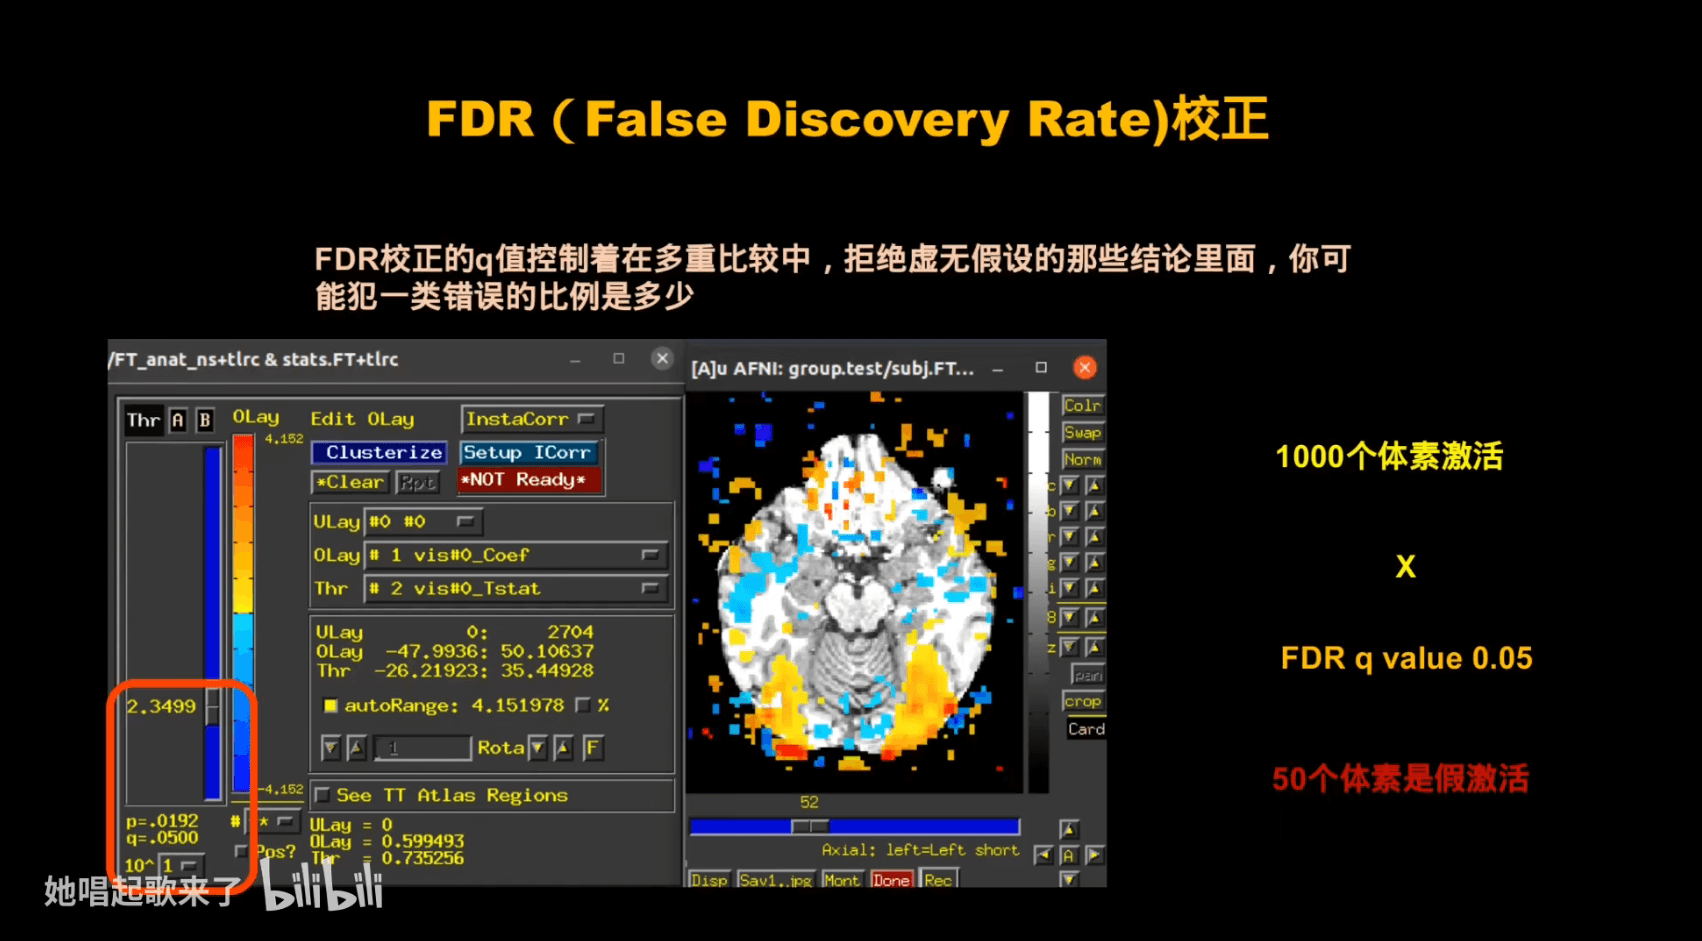 FDR（False Discovery Rate)校正
FDR校正的q值控制着在多重比较中，拒绝虚无假设的那些结论里面，你可
能犯一类错误的比例是多少
/FT_anat_ns+tlrc & stats.FT+tlrc
Thr A B OLay
4.152
Edit OLay
InstaCorr
Clusterize
Setup ICorr
*Clear Rpt
*NOT Ready*
ULay #0 #0
OLay # 1 vis#0_Coef
Thr # 2 vis#0_Tstat
ULay 0: 2704
OLay -47.9936: 50.10637
Thr -26.21923: 35.44928
2.3499
autoRange: 4.151978 %
1 Rota F
-4.152
See TT Atlas Regions
p=.0192
q=.0500
# *
Pos?
10^ 1
ULay = 0
OLay = 0.599493
Thr = 0.735256
[A]u AFNI: group.test/subj.FT...
Colr
Swap
Norm
c
b
r
g
i
8
z
pan
crop
Card
52
Axial: left=Left short
A
Disp Sav1.jpg Mont Done Rec
1000个体素激活
X
FDR q value 0.05
50个体素是假激活
她唱起歌来了 bilibili